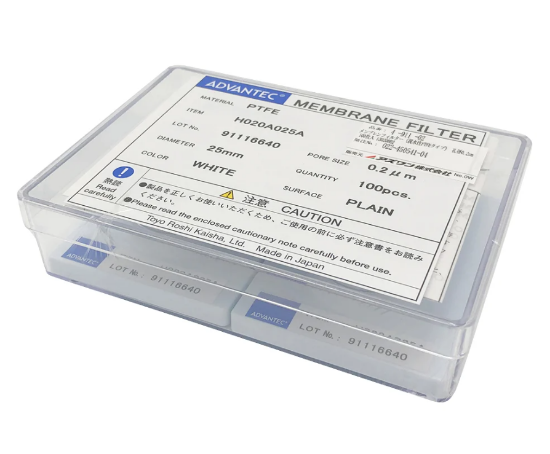 ADVANTEC MEMBRANE FILTER
MATERIAL PTFE
ITEM H020A025A
LOT No. 91116640
DIAMETER 25mm PORE SIZE 0.2μm
COLOR WHITE QUANTITY 100pcs.
SURFACE PLAIN
熟読 Read carefully
注意 CAUTION
●製品を正しくお使いいただくため、ご使用の前に必ず注意書をお読みください。
●Please read the enclosed cautionary note carefully before use.
Toyo Roshi Kaisha, Ltd. Made in Japan
LOT №: 91116640
ADVANTEC
LOT №: 91116640